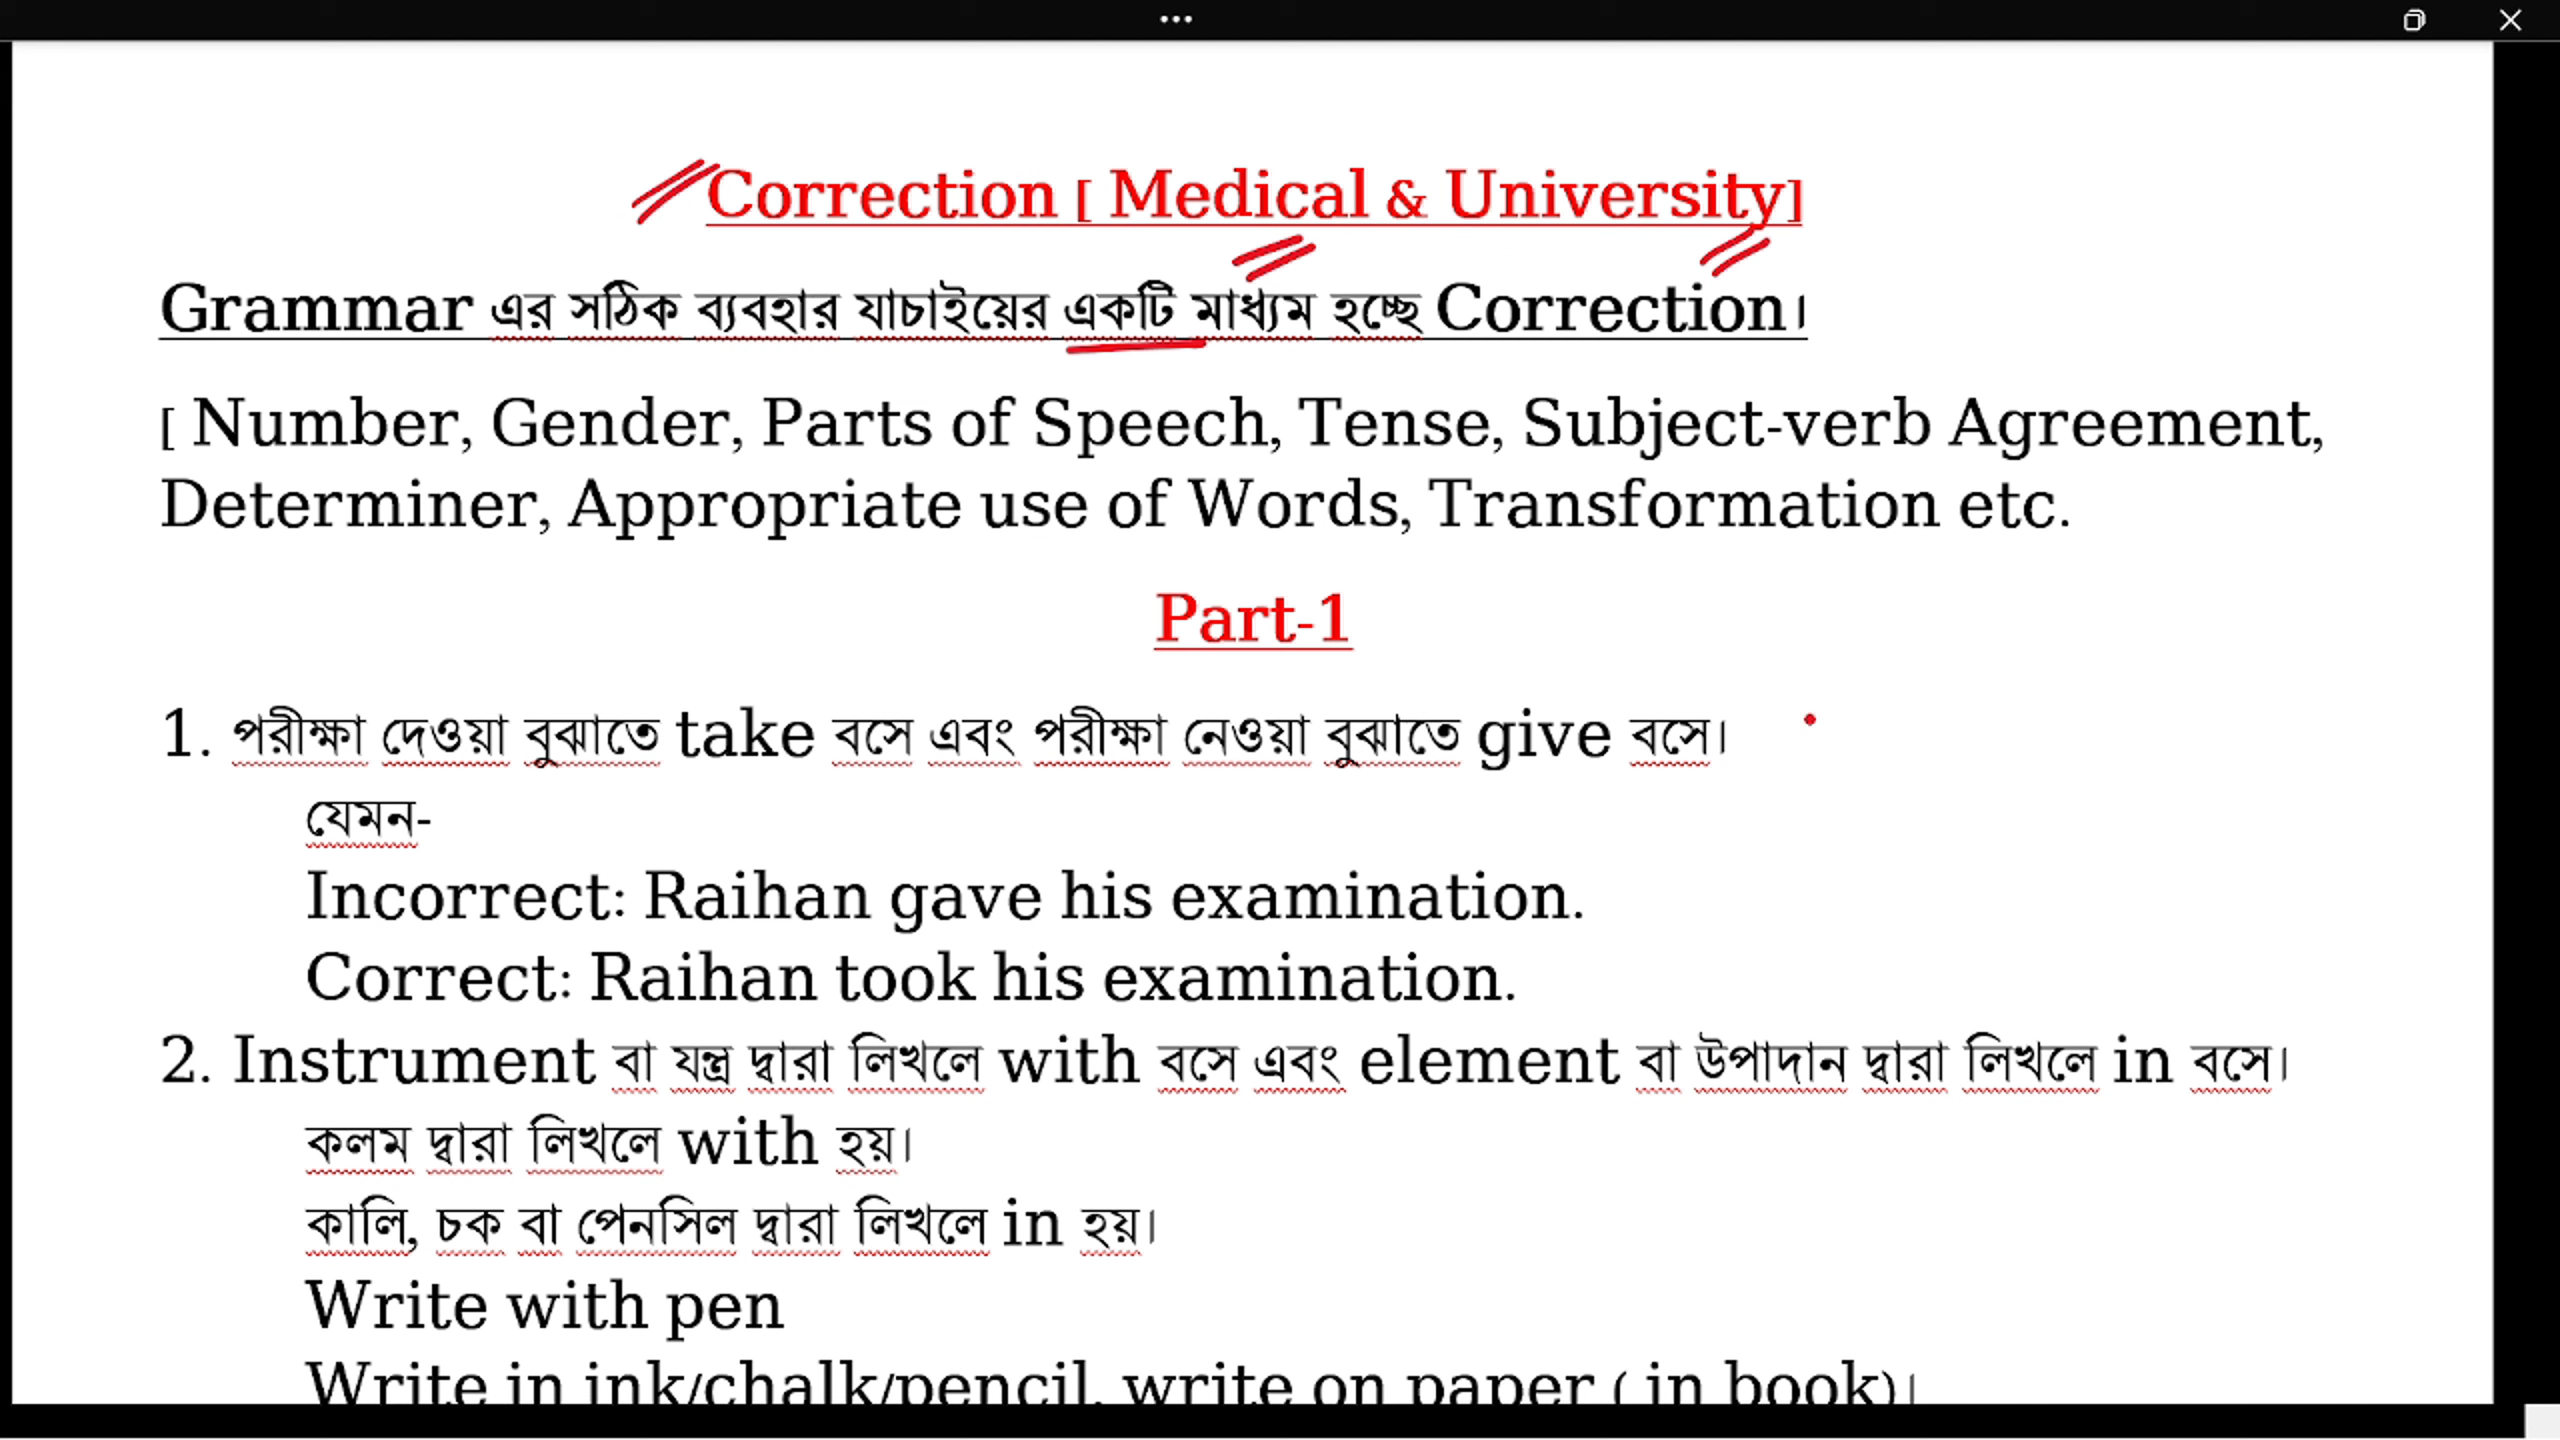 Correction [ Medical & University]
Grammar এর সঠিক ব্যবহার যাচাইয়ের একটি মাধ্যম হচ্ছে Correction।
[ Number, Gender, Parts of Speech, Tense, Subject-verb Agreement,
Determiner, Appropriate use of Words, Transformation etc.
Part-1
1. পরীক্ষা দেওয়া বুঝাতে take বসে এবং পরীক্ষা নেওয়া বুঝাতে give বসে।
যেমন-
Incorrect: Raihan gave his examination.
Correct: Raihan took his examination.
2. Instrument বা যন্ত্র দ্বারা লিখলে with বসে এবং element বা উপাদান দ্বারা লিখলে in বসে।
কলম দ্বারা লিখলে with হয়।
কালি, চক বা পেনসিল দ্বারা লিখলে in হয়।
Write with pen
Write in ink/chalk/pencil, write on paper ( in book)।